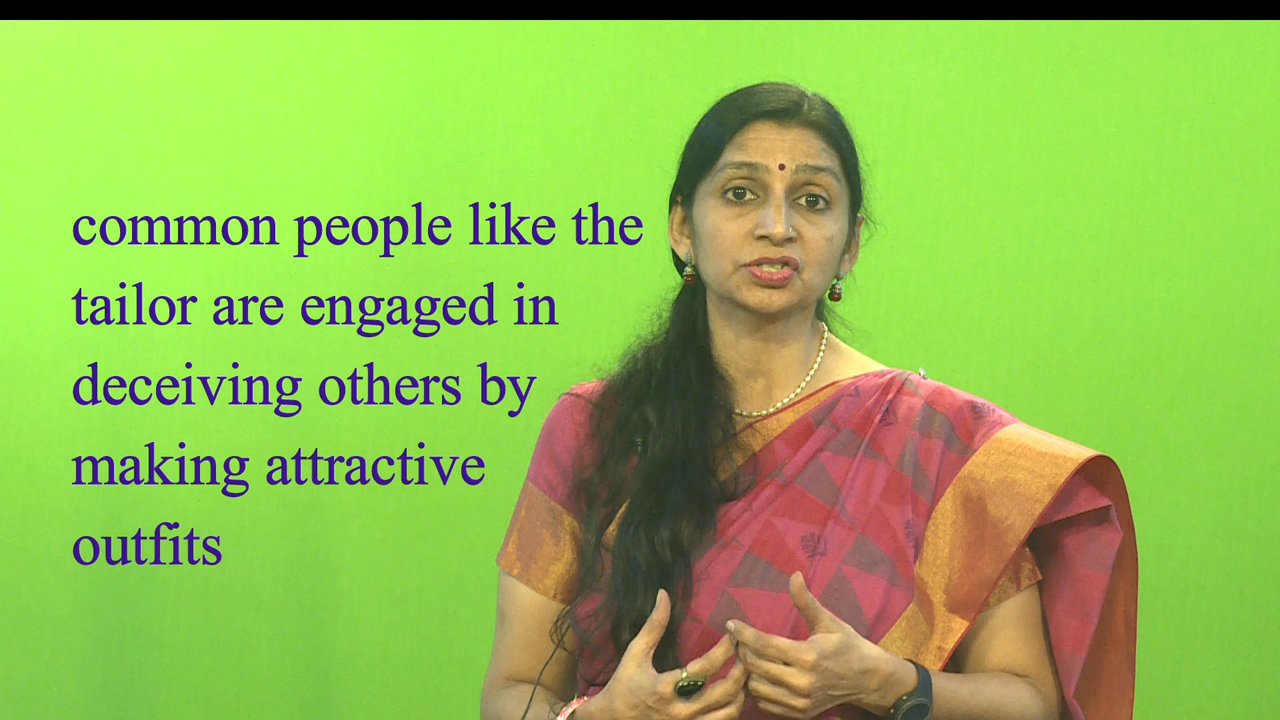 common people like the
tailor are engaged in
deceiving others by
making attractive
outfits